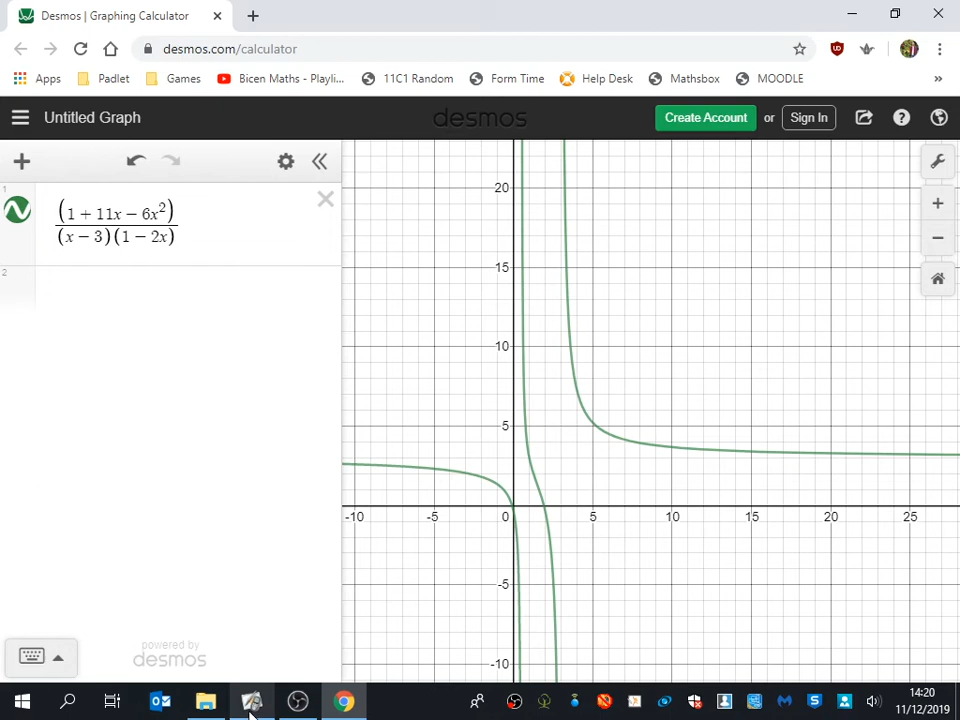 Desmos | Graphing Calculator
desmos.com/calculator
Apps Padlet Games Bicen Maths - Playli... 11C1 Random Form Time Help Desk Mathsbox MOODLE »
Untitled Graph desmos Create Account or Sign In
1
(1 + 11x − 6x²)
(x − 3)(1 − 2x)
2
20
15
10
5
-10 -5 0 5 10 15 20 25
-5
-10
powered by
desmos
14:20
11/12/2019